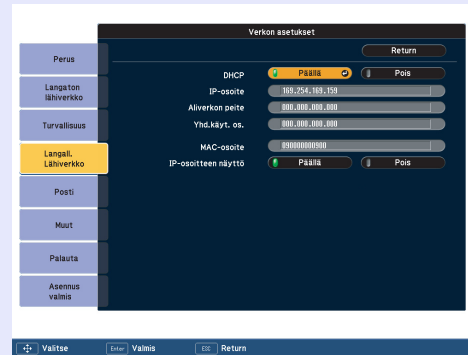 Verkon asetukset
Return
Perus
Langaton
lähiverkko
Turvallisuus
Langall.
Lähiverkko
Posti
Muut
Palauta
Asennus
valmis
DHCP Päällä Pois
IP-osoite 169.254.169.159
Aliverkon peite 000.000.000.000
Yhd.käyt. os. 000.000.000.000
MAC-osoite 090000000900
IP-osoitteen näyttö Päällä Pois
Valitse Enter Valmis ESC Return